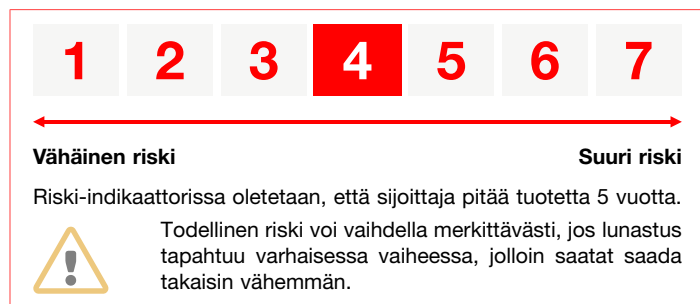 1 2 3 4 5 6 7
Vähäinen riski Suuri riski
Riski-indikaattorissa oletetaan, että sijoittaja pitää tuotetta 5 vuotta.
Todellinen riski voi vaihdella merkittävästi, jos lunastus
tapahtuu varhaisessa vaiheessa, jolloin saatat saada
takaisin vähemmän.